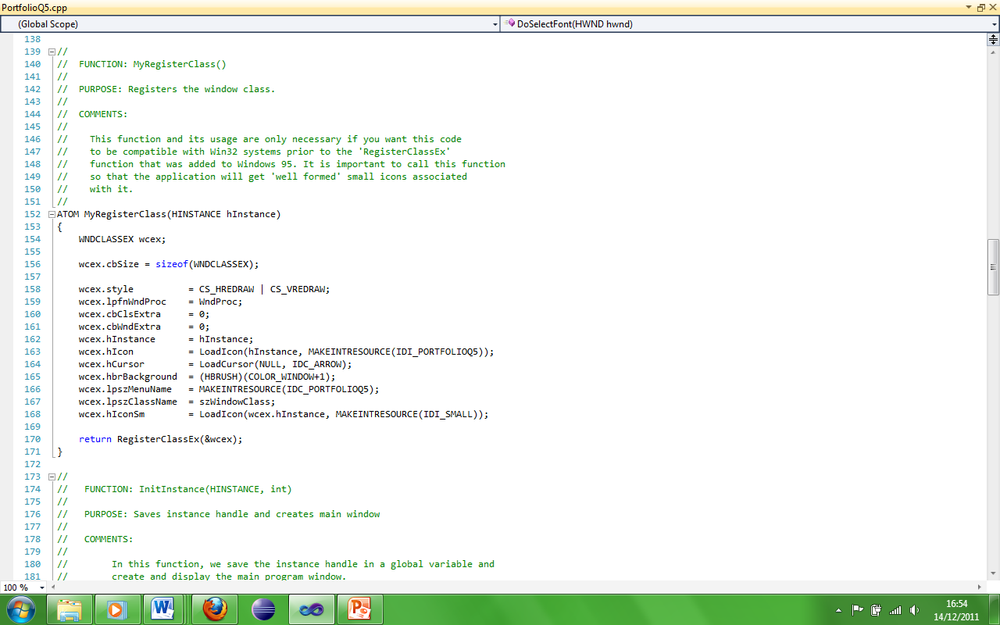 PortfolioQ5.cpp
(Global Scope) DoSelectFont(HWND hwnd)
138
139 //
140 // FUNCTION: MyRegisterClass()
141 //
142 // PURPOSE: Registers the window class.
143 //
144 // COMMENTS:
145 //
146 // This function and its usage are only necessary if you want this code
147 // to be compatible with Win32 systems prior to the 'RegisterClassEx'
148 // function that was added to Windows 95. It is important to call this function
149 // so that the application will get 'well formed' small icons associated
150 // with it.
151 //
152 ATOM MyRegisterClass(HINSTANCE hInstance)
153 {
154 WNDCLASSEX wcex;
155
156 wcex.cbSize = sizeof(WNDCLASSEX);
157
158 wcex.style = CS_HREDRAW | CS_VREDRAW;
159 wcex.lpfnWndProc = WndProc;
160 wcex.cbClsExtra = 0;
161 wcex.cbWndExtra = 0;
162 wcex.hInstance = hInstance;
163 wcex.hIcon = LoadIcon(hInstance, MAKEINTRESOURCE(IDI_PORTFOLIOQ5));
164 wcex.hCursor = LoadCursor(NULL, IDC_ARROW);
165 wcex.hbrBackground = (HBRUSH)(COLOR_WINDOW+1);
166 wcex.lpszMenuName = MAKEINTRESOURCE(IDC_PORTFOLIOQ5);
167 wcex.lpszClassName = szWindowClass;
168 wcex.hIconSm = LoadIcon(wcex.hInstance, MAKEINTRESOURCE(IDI_SMALL));
169
170 return RegisterClassEx(&wcex);
171 }
172
173 //
174 // FUNCTION: InitInstance(HINSTANCE, int)
175 //
176 // PURPOSE: Saves instance handle and creates main window
177 //
178 // COMMENTS:
179 //
180 // In this function, we save the instance handle in a global variable and
181 // create and display the main program window.
100 %
16:54
14/12/2011